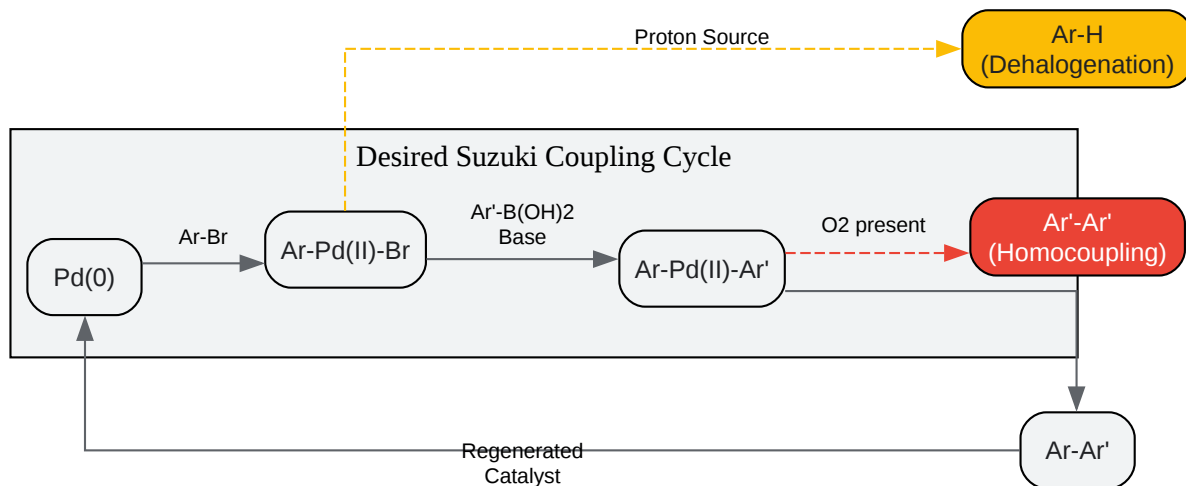 Proton Source
Ar-H
(Dehalogenation)
Desired Suzuki Coupling Cycle
Pd(0)
Ar-Br
Ar-Pd(II)-Br
Ar'-B(OH)2
Base
Ar-Pd(II)-Ar'
O2 present
Ar'-Ar'
(Homocoupling)
Regenerated
Catalyst
Ar-Ar'